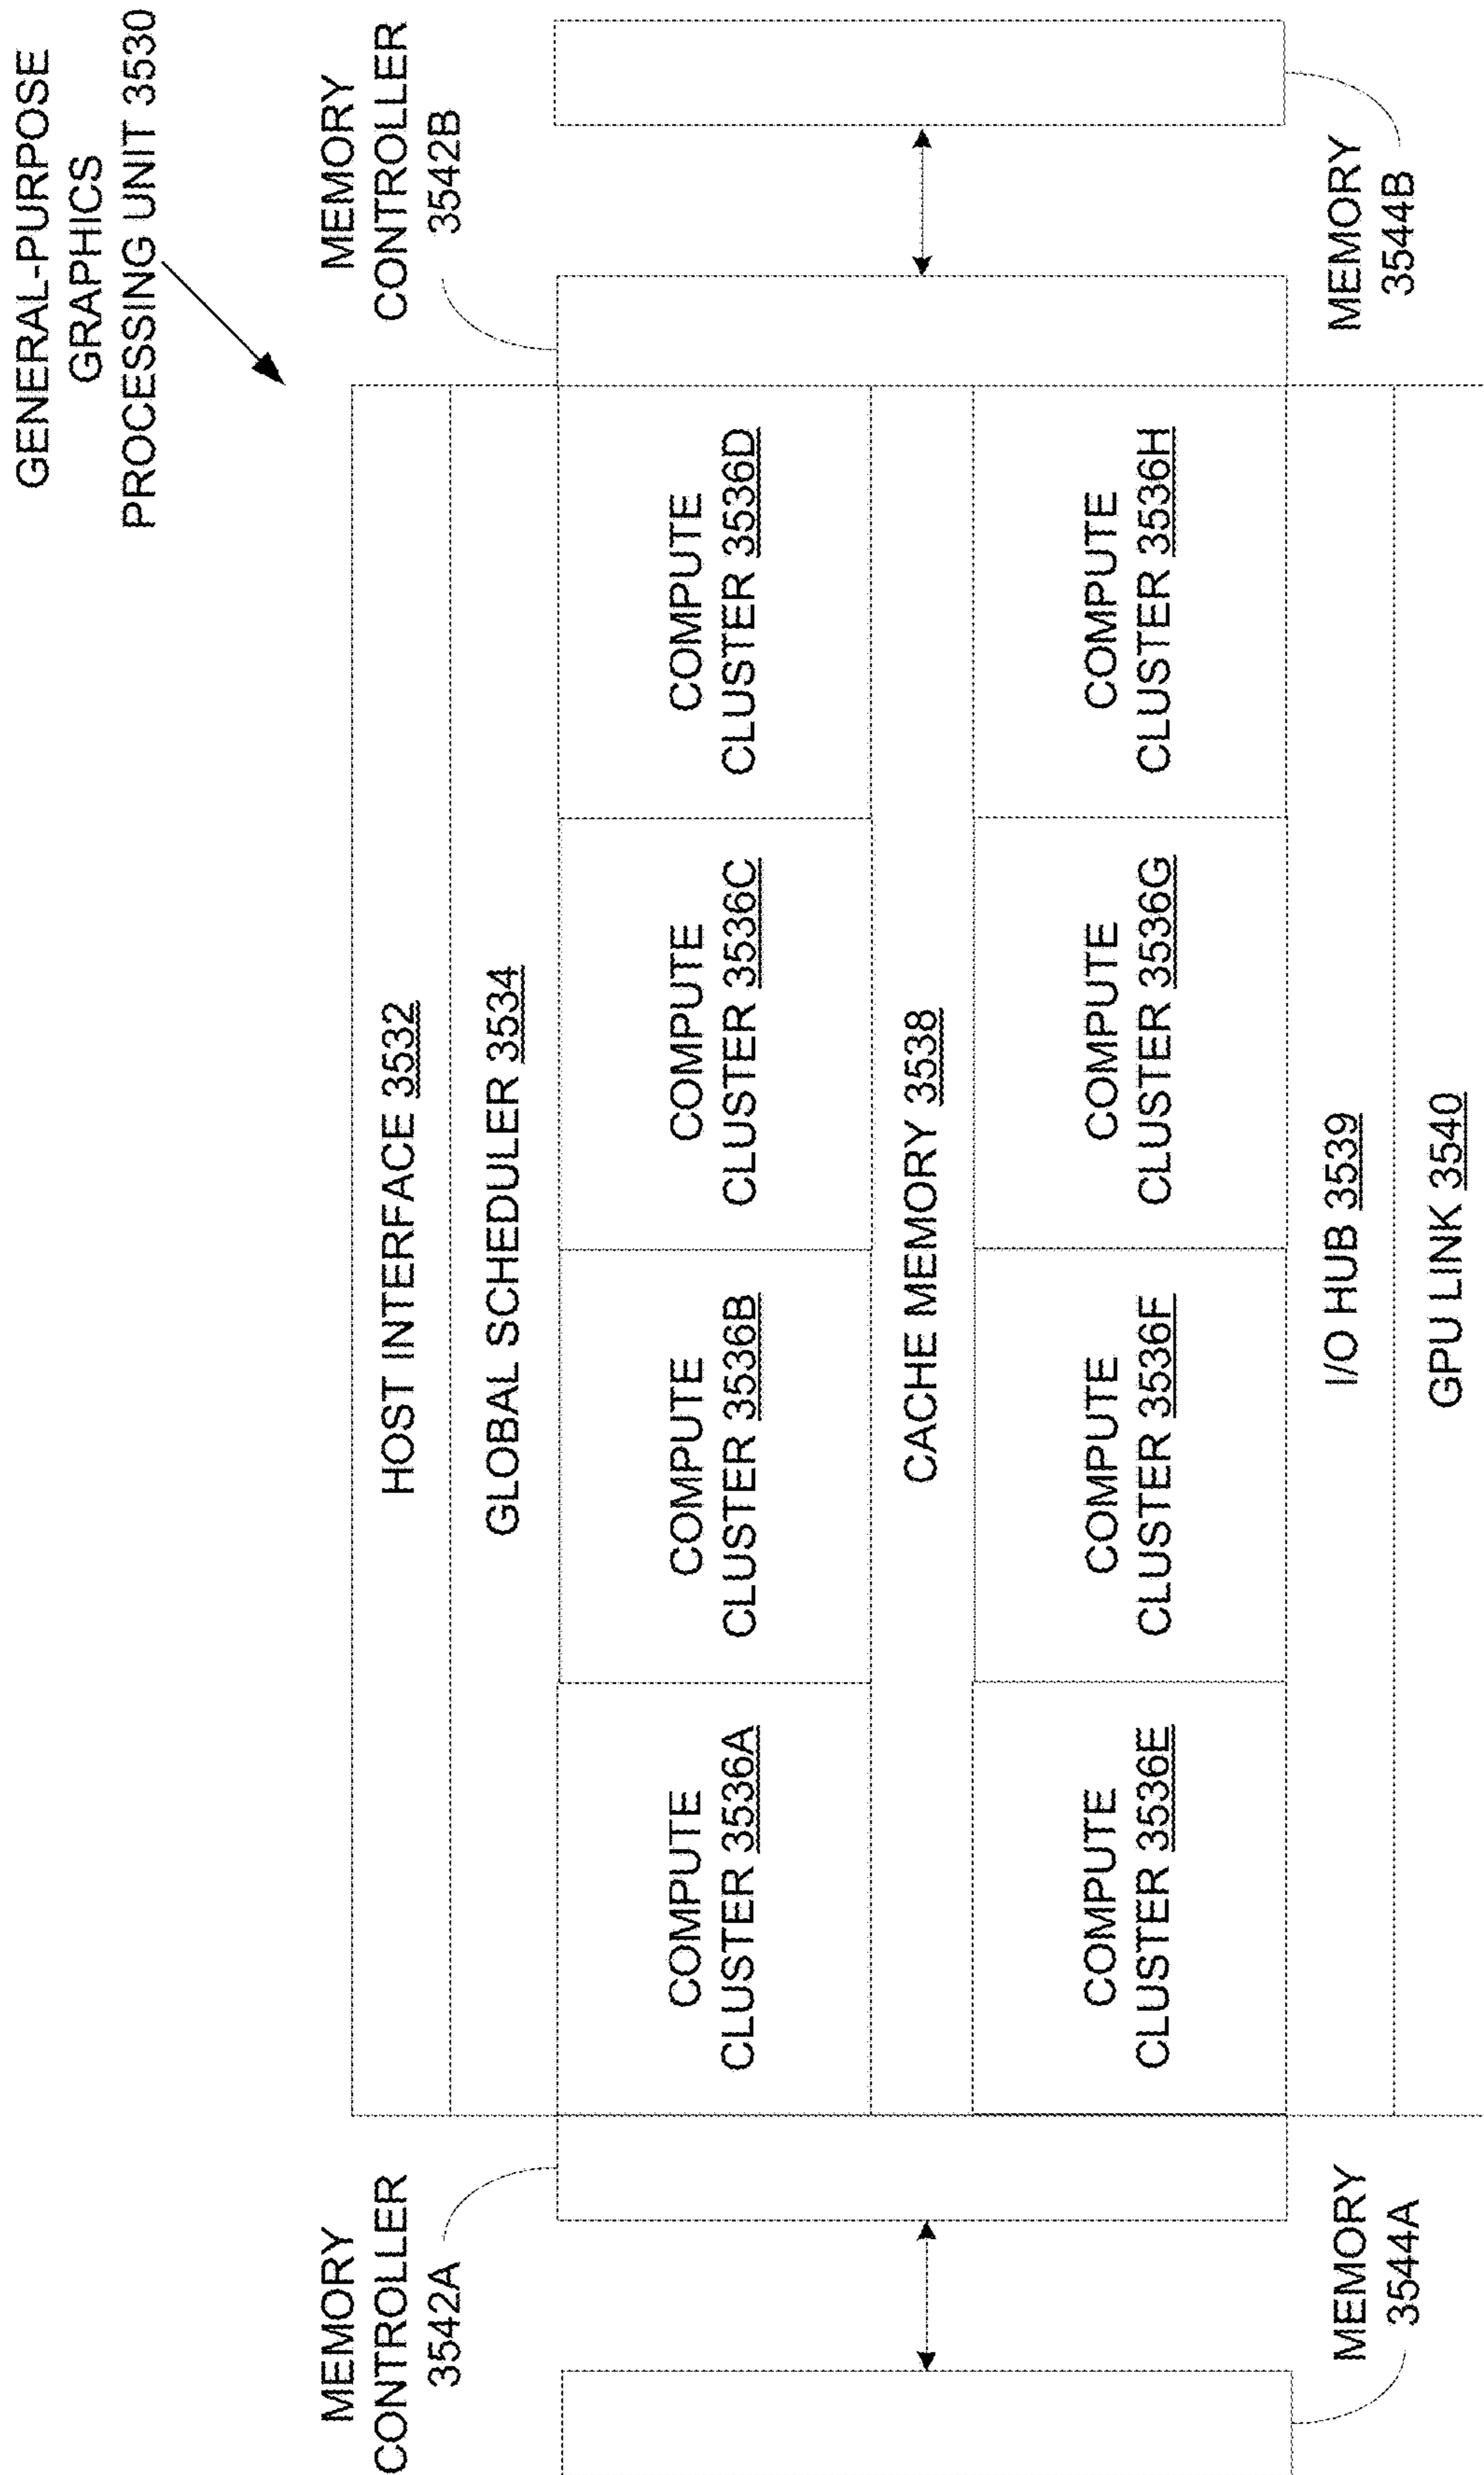 GENERAL-PURPOSE
GRAPHICS
PROCESSING UNIT 3530
MEMORY
CONTROLLER
3542A
MEMORY
CONTROLLER
3542B
HOST INTERFACE 3532
GLOBAL SCHEDULER 3534
COMPUTE
CLUSTER 3536A
COMPUTE
CLUSTER 3536B
COMPUTE
CLUSTER 3536C
COMPUTE
CLUSTER 3536D
CACHE MEMORY 3538
COMPUTE
CLUSTER 3536E
COMPUTE
CLUSTER 3536F
COMPUTE
CLUSTER 3536G
COMPUTE
CLUSTER 3536H
I/O HUB 3539
GPU LINK 3540
MEMORY
3544A
MEMORY
3544B